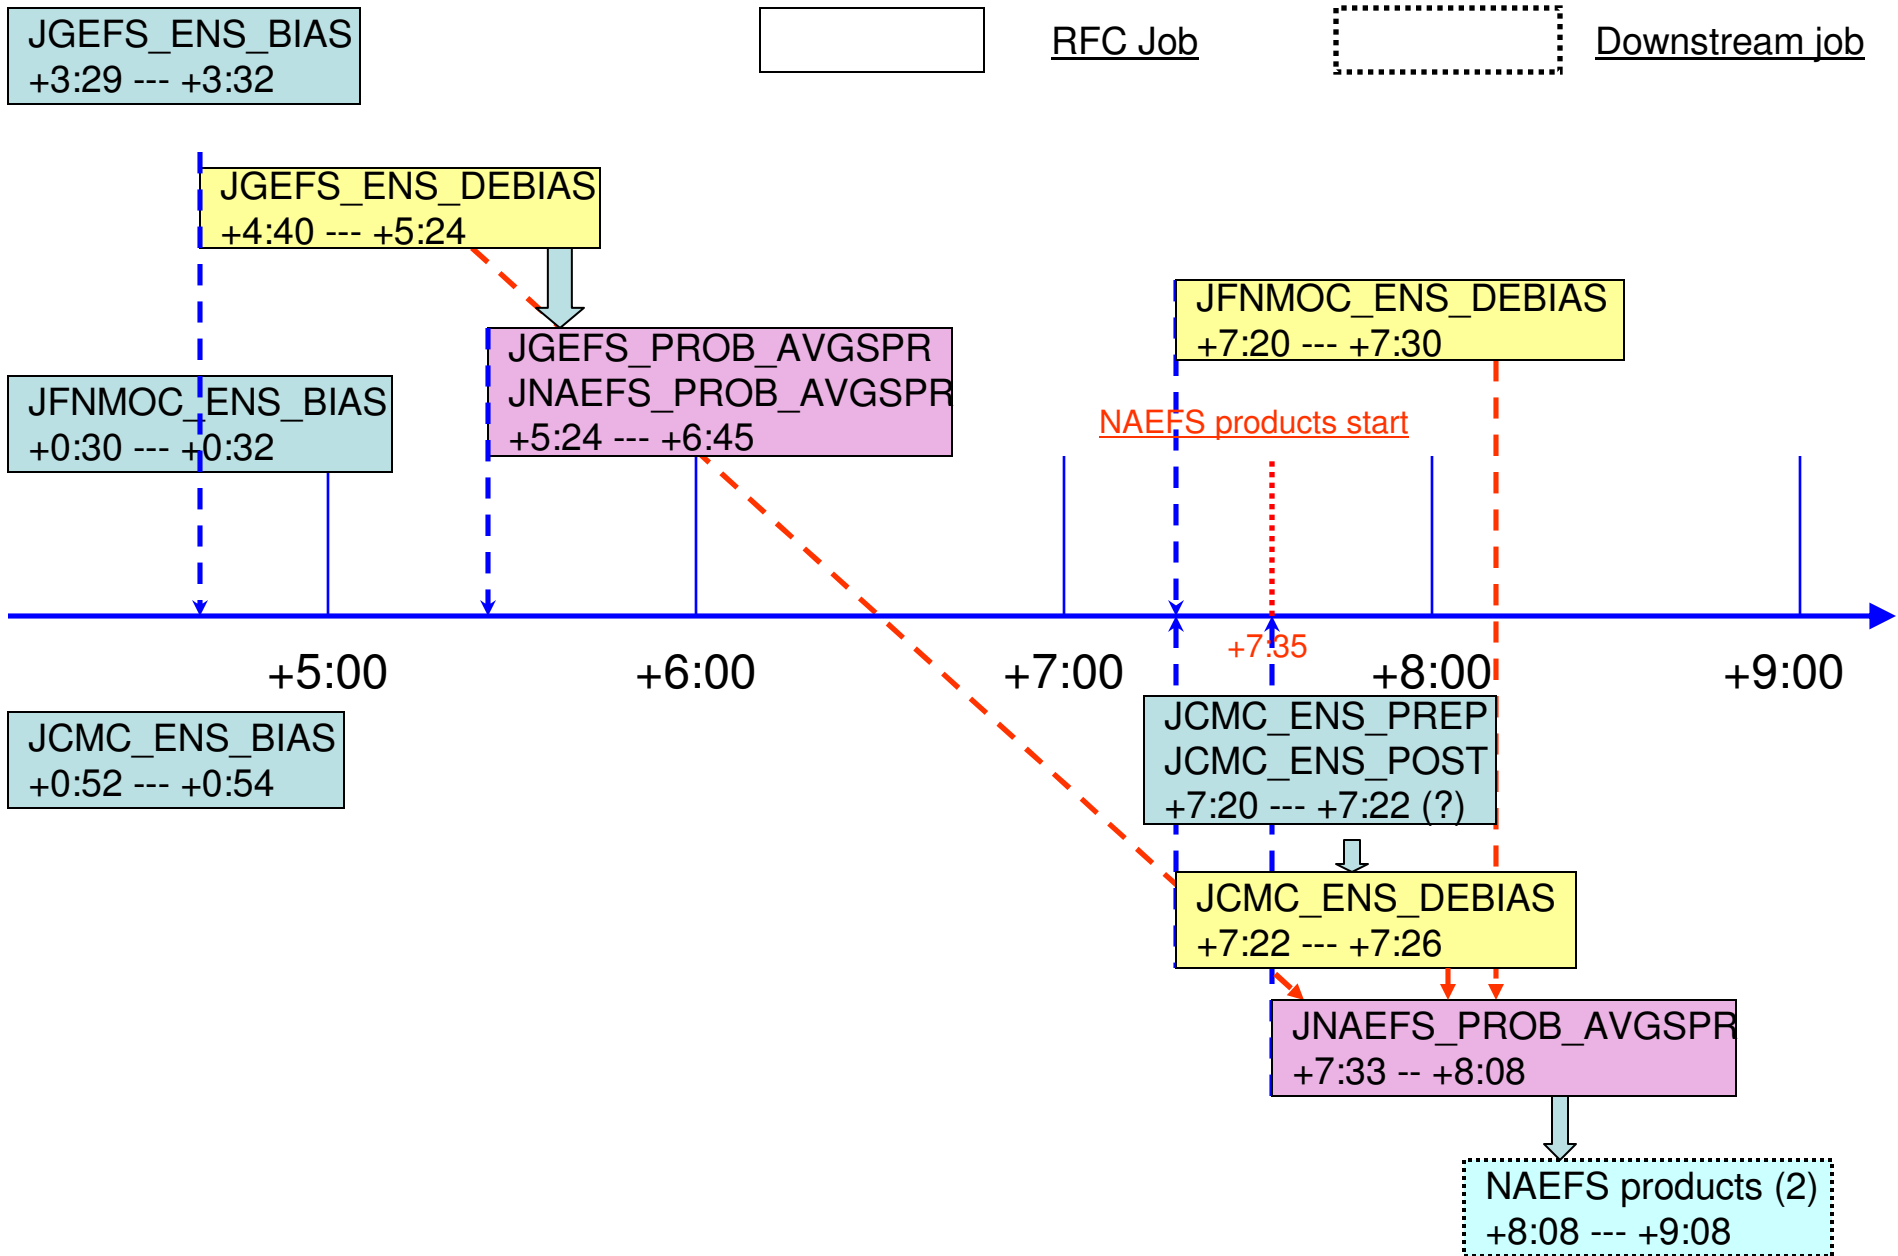 JGEFS_ENS_BIAS
+3:29 --- +3:32
RFC Job
Downstream job
JGEFS_ENS_DEBIAS
+4:40 --- +5:24
JFNMOC_ENS_DEBIAS
+7:20 --- +7:30
JGEFS_PROB_AVGSPR
JNAEFS_PROB_AVGSPR
+5:24 --- +6:45
JFNMOC_ENS_BIAS
+0:30 --- +0:32
NAEFS products start
+7:35
+5:00
+6:00
+7:00
+8:00
+9:00
JCMC_ENS_BIAS
+0:52 --- +0:54
JCMC_ENS_PREP
JCMC_ENS_POST
+7:20 --- +7:22 (?)
JCMC_ENS_DEBIAS
+7:22 --- +7:26
JNAEFS_PROB_AVGSPR
+7:33 -- +8:08
NAEFS products (2)
+8:08 --- +9:08